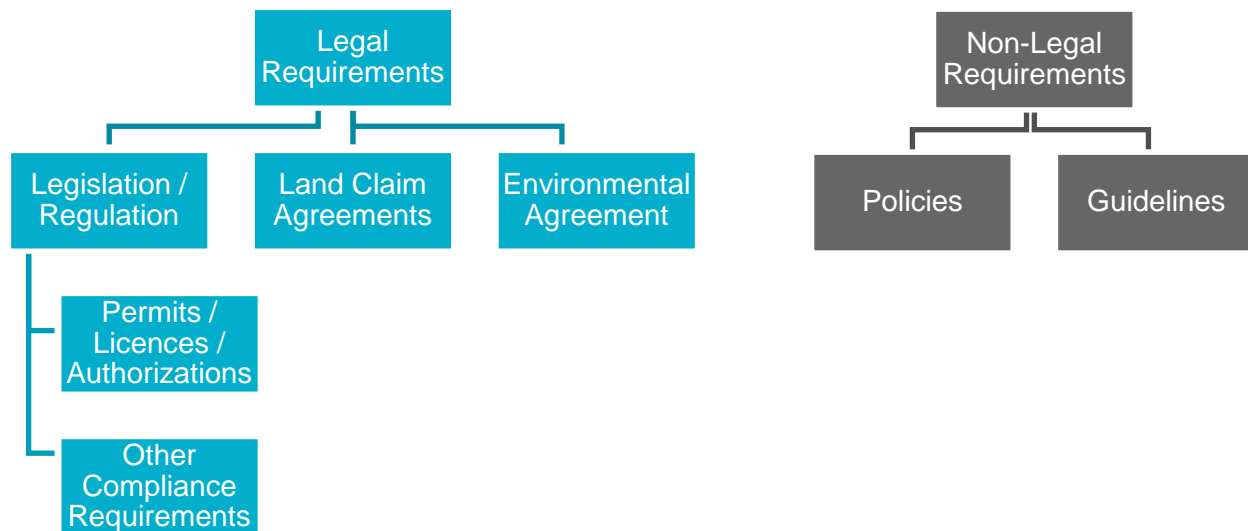 Legal
Requirements
Non-Legal
Requirements
Legislation /
Regulation
Land Claim
Agreements
Environmental
Agreement
Policies
Guidelines
Permits /
Licences /
Authorizations
Other
Compliance
Requirements